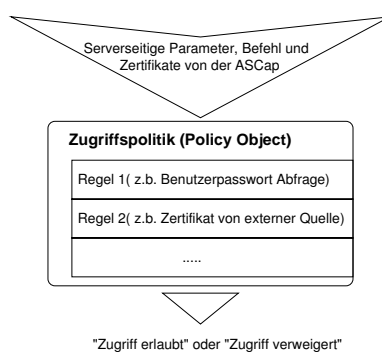 Serverseitige Parameter, Befehl und
Zertifikate von der ASCap
Zugriffspolitik (Policy Object)
Regel 1( z.b. Benutzerpasswort Abfrage)
Regel 2( z.b. Zertifikat von externer Quelle)
.....
"Zugriff erlaubt" oder "Zugriff verweigert"